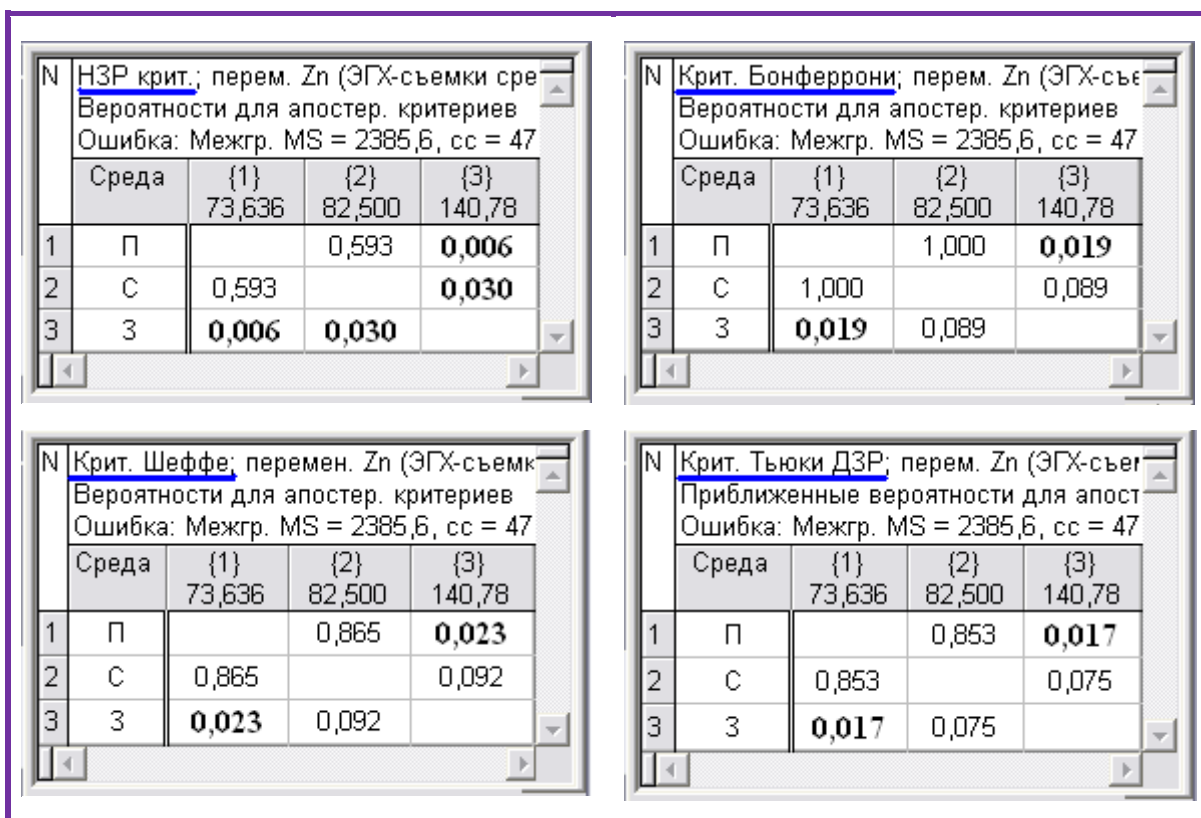 N НЗР крит.; перем. Zn (ЭГХ-съемки сре
Вероятности для апостер. критериев
Ошибка: Межгр. MS = 2385,6, сс = 47
Среда {1} {2} {3}
73,636 82,500 140,78
1 П 0,593 0,006
2 С 0,593 0,030
3 З 0,006 0,030
N Крит. Бонферрони; перем. Zn (ЭГХ-съе
Вероятности для апостер. критериев
Ошибка: Межгр. MS = 2385,6, сс = 47
Среда {1} {2} {3}
73,636 82,500 140,78
1 П 1,000 0,019
2 С 1,000 0,089
3 З 0,019 0,089
N Крит. Шеффе; перемен. Zn (ЭГХ-съемк
Вероятности для апостер. критериев
Ошибка: Межгр. MS = 2385,6, сс = 47
Среда {1} {2} {3}
73,636 82,500 140,78
1 П 0,865 0,023
2 С 0,865 0,092
3 З 0,023 0,092
N Крит. Тьюки ДЗР; перем. Zn (ЭГХ-съем
Приближенные вероятности для апост
Ошибка: Межгр. MS = 2385,6, сс = 47
Среда {1} {2} {3}
73,636 82,500 140,78
1 П 0,853 0,017
2 С 0,853 0,075
3 З 0,017 0,075